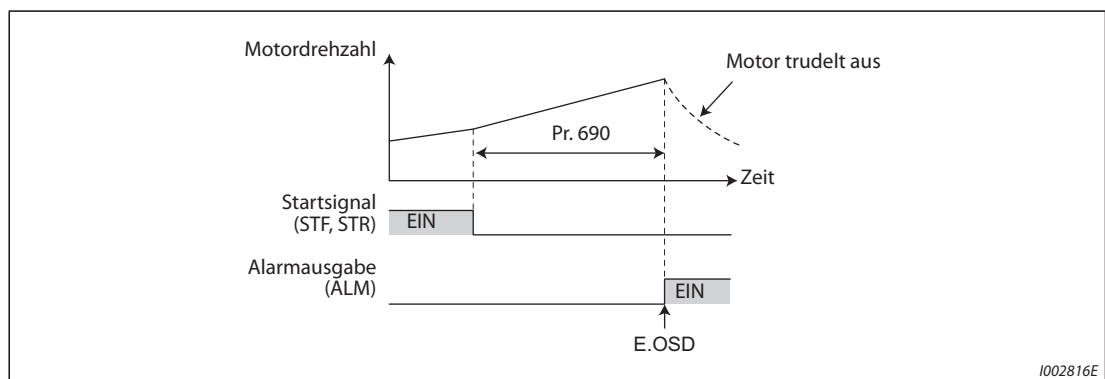 Motordrehzahl
Motor trudelt aus
Pr. 690
Zeit
Startsignal
(STF, STR)
EIN
Alarmausgabe
(ALM)
EIN
E.OSD
I002816E